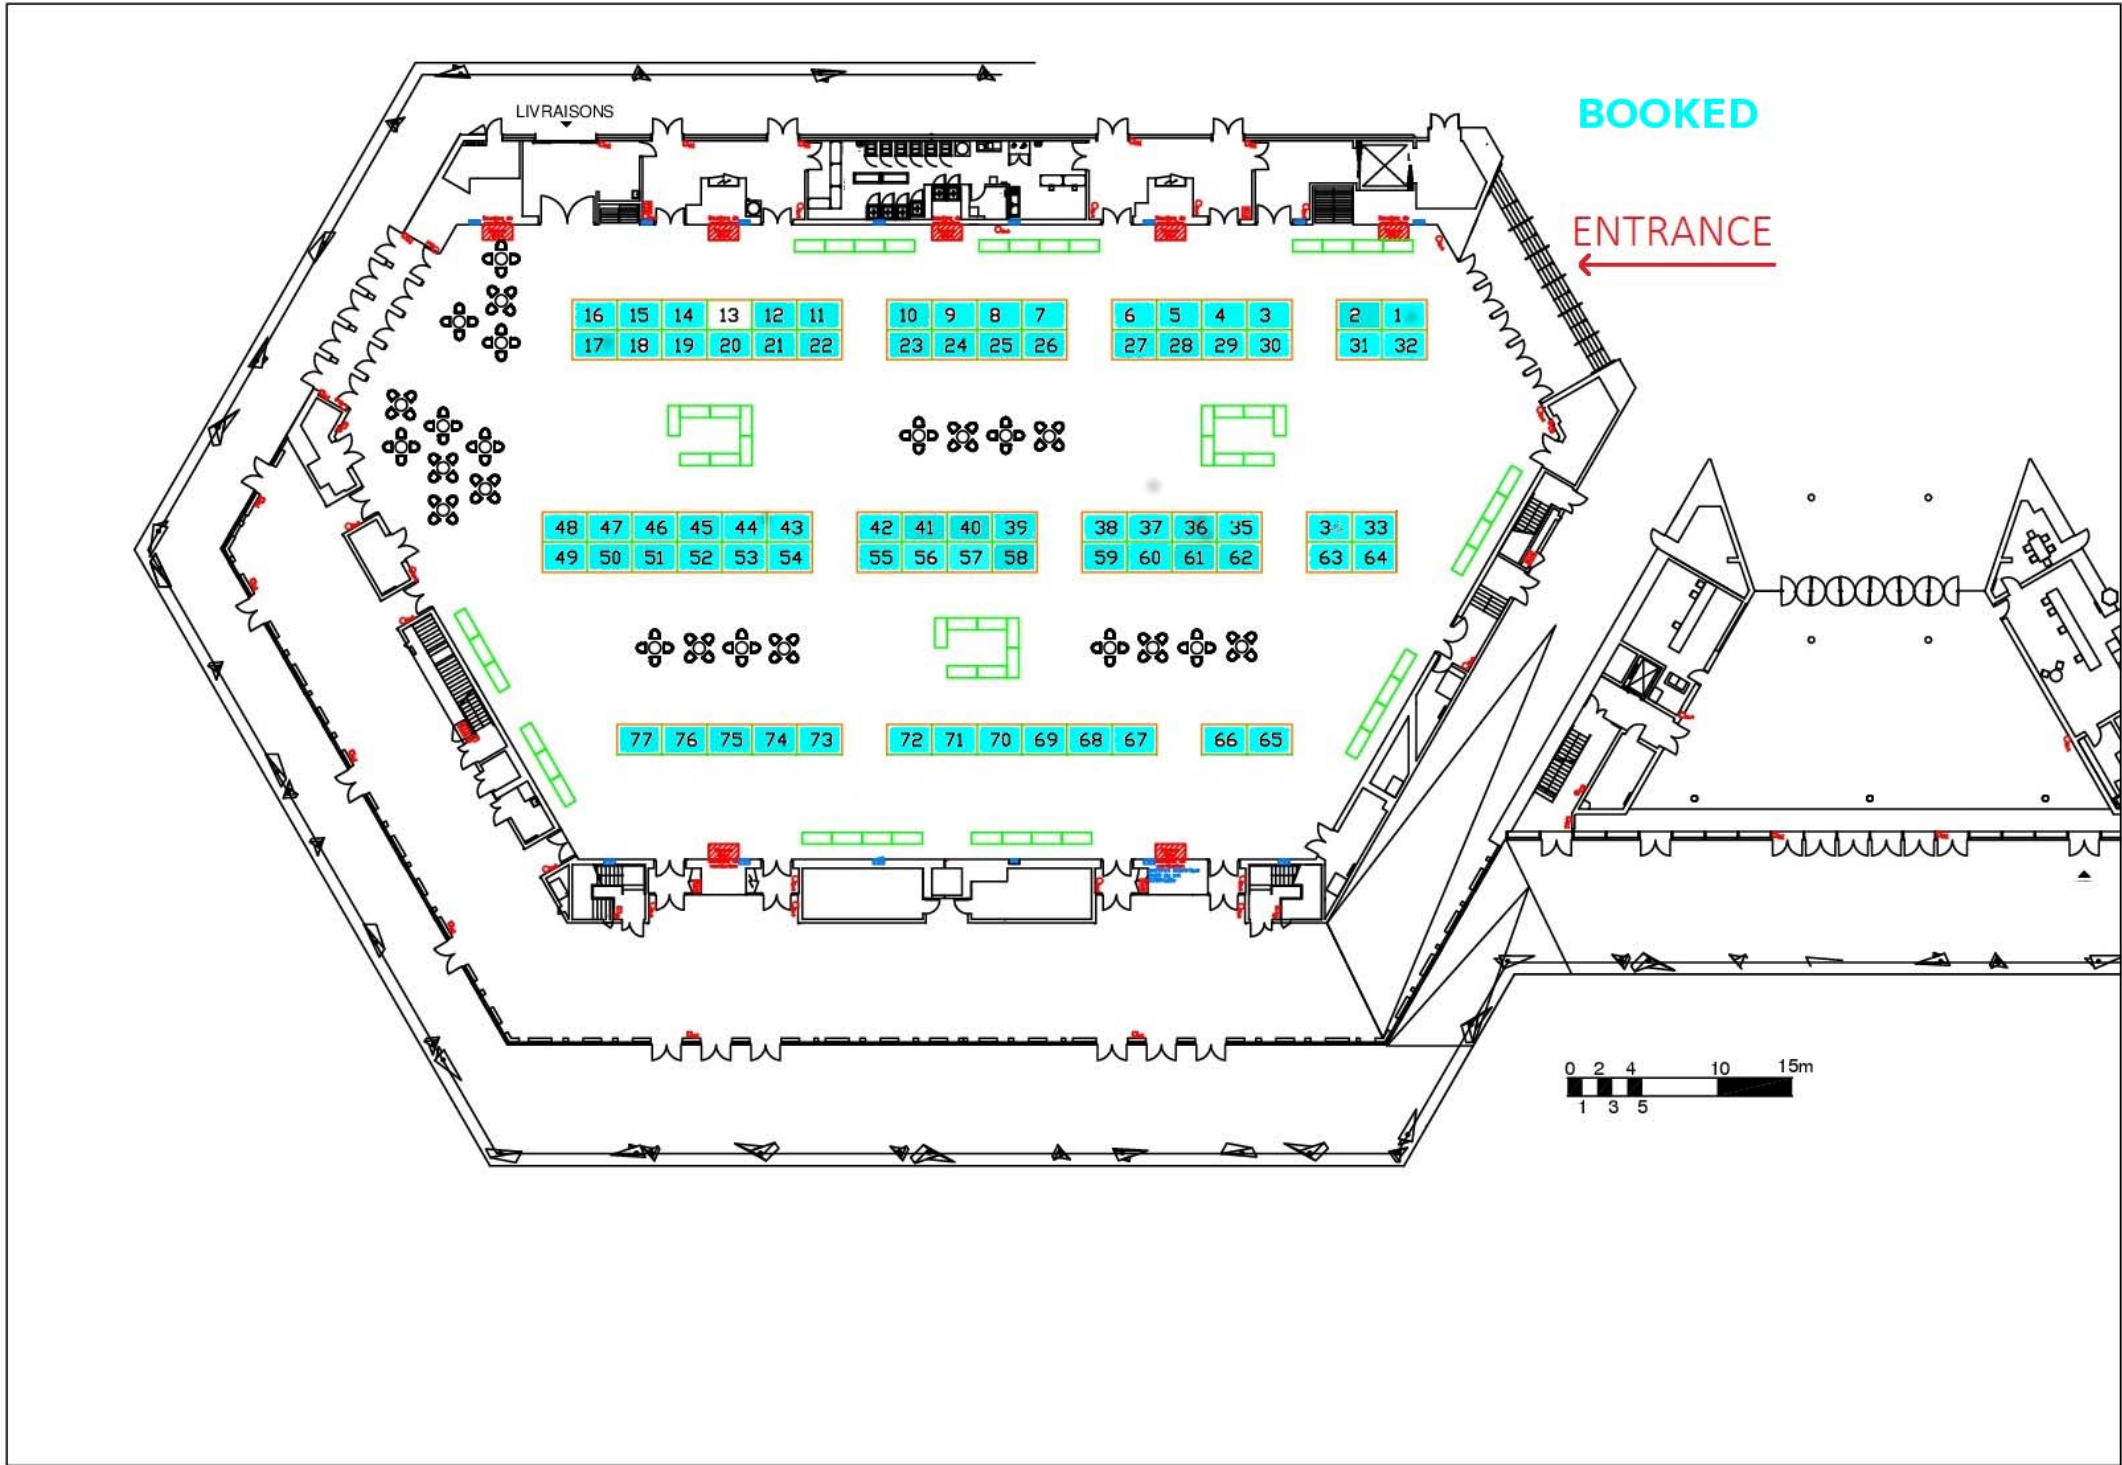 LIVRAISONS
BOOKED
ENTRANCE
16 15 14 13 12 11 10 9 8 7 6 5 4 3 2 1
17 18 19 20 21 22 23 24 25 26 27 28 29 30 31 32
48 47 46 45 44 43 42 41 40 39 38 37 36 35 3 33
49 50 51 52 53 54 55 56 57 58 59 60 61 62 63 64
77 76 75 74 73 72 71 70 69 68 67 66 65
0 2 4 10 15m
1 3 5